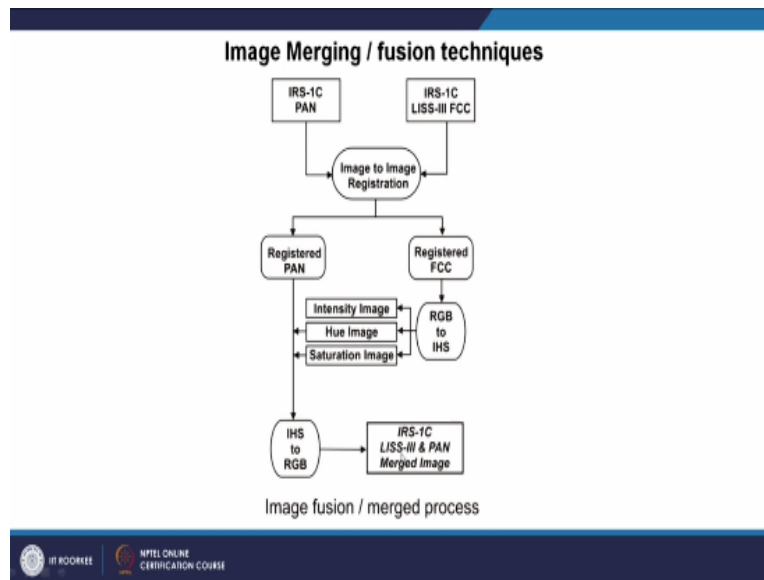 Image Merging / fusion techniques
IRS-1C
PAN
IRS-1C
LISS-III FCC
Image to Image
Registration
Registered
PAN
Registered
FCC
Intensity Image
Hue Image
Saturation Image
RGB
to
IHS
IHS
to
RGB
IRS-1C
LISS-III & PAN
Merged Image
Image fusion / merged process
IIT ROORKEE
NPTEL ONLINE
CERTIFICATION COURSE